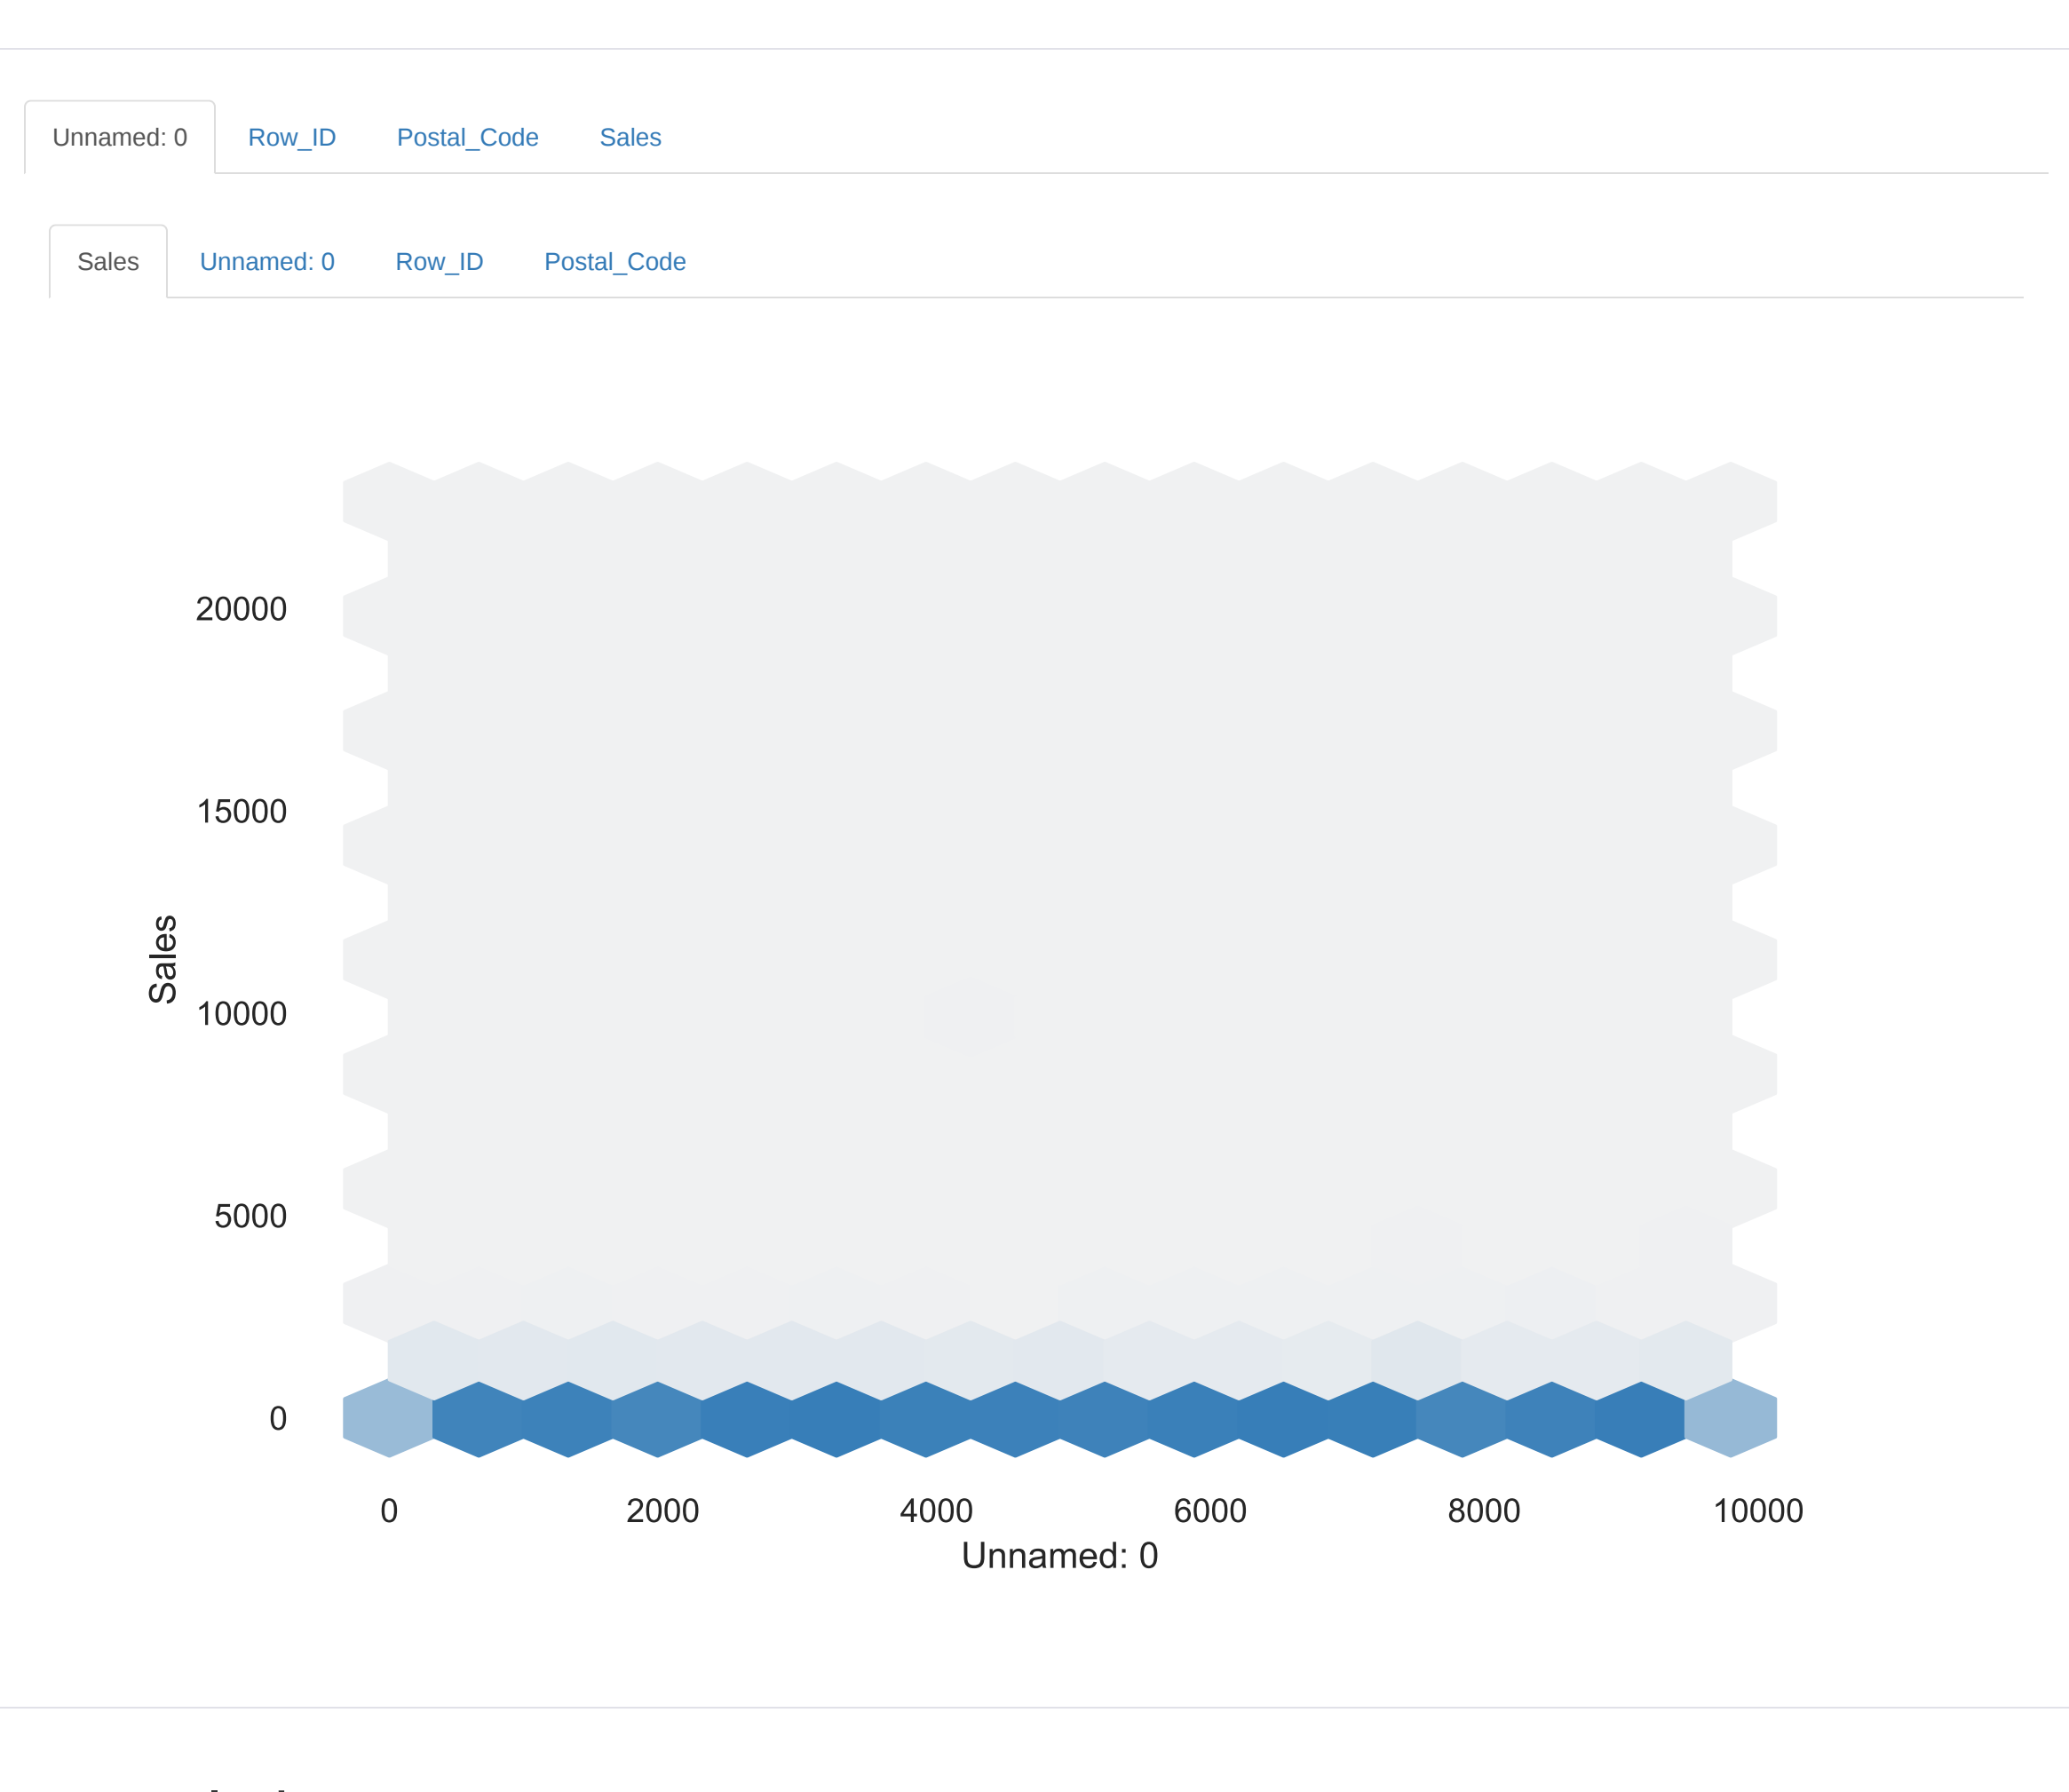 Unnamed: 0 Row_ID Postal_Code Sales
Sales Unnamed: 0 Row_ID Postal_Code
20000
15000
Sales
10000
5000
0
0 2000 4000 6000 8000 10000
Unnamed: 0